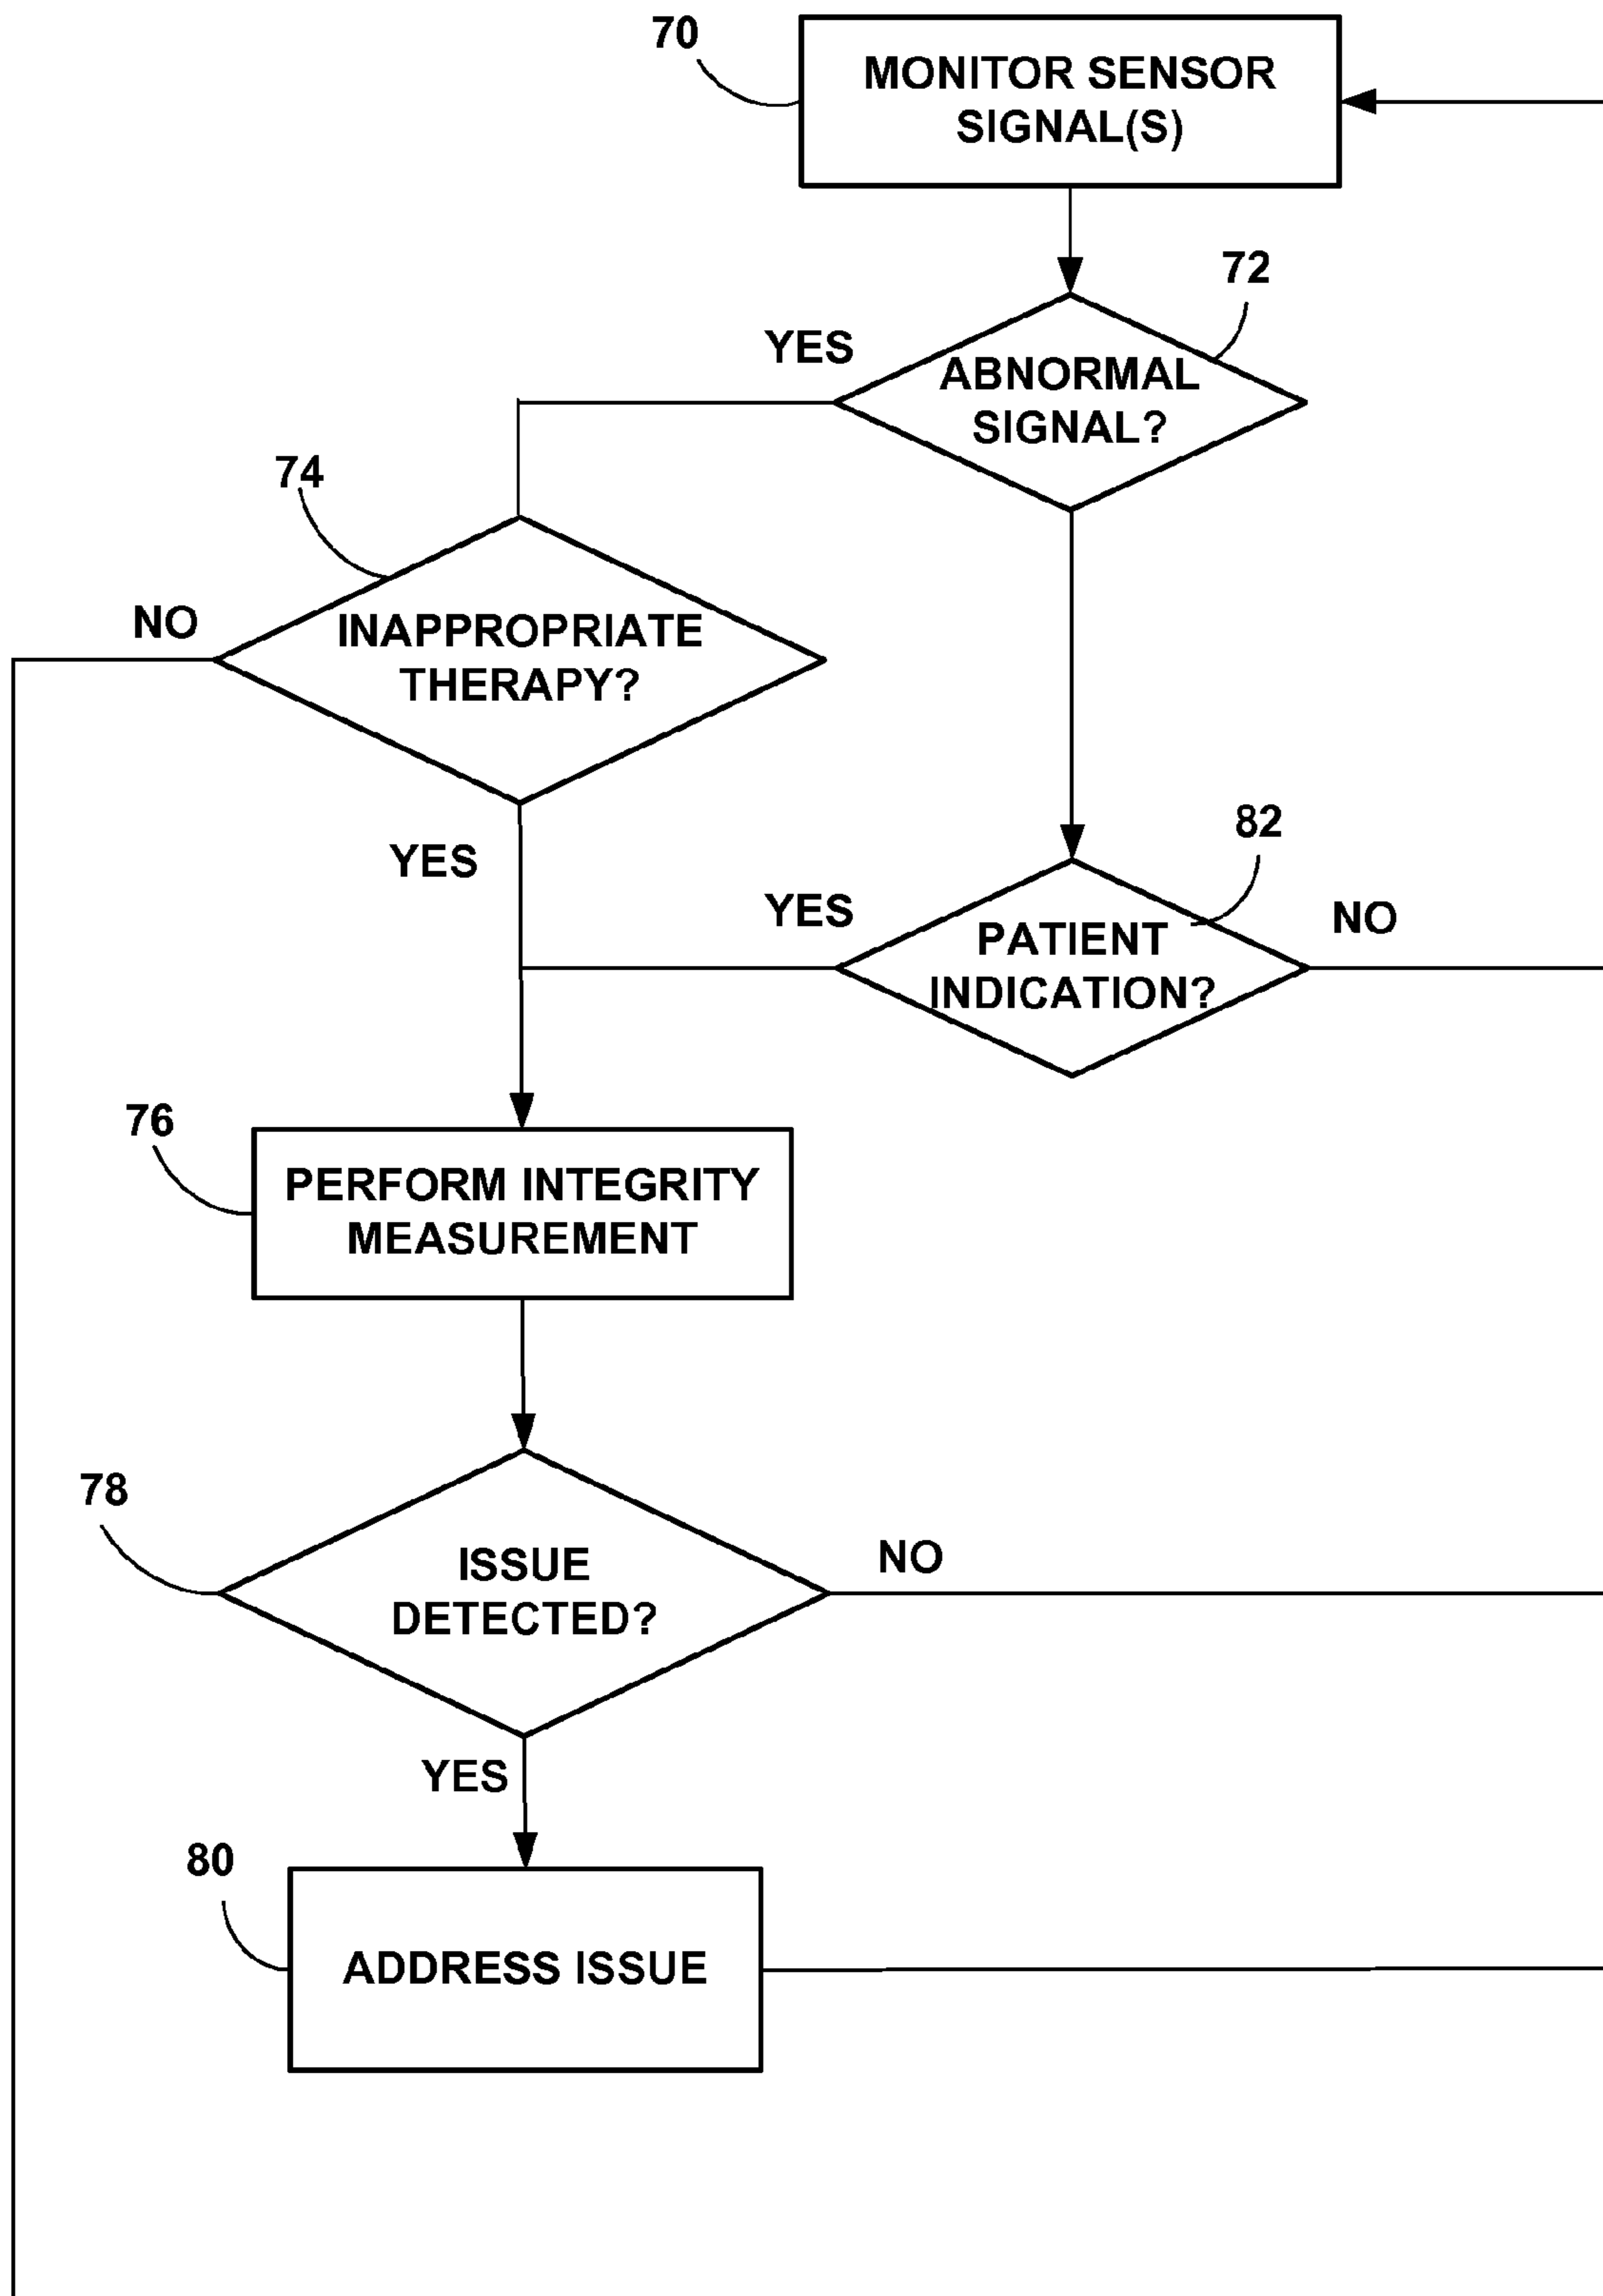 70
MONITOR SENSOR
SIGNAL(S)
72
YES
ABNORMAL
SIGNAL?
74
NO
INAPPROPRIATE
THERAPY?
YES
82
YES
PATIENT
INDICATION?
NO
76
PERFORM INTEGRITY
MEASUREMENT
78
ISSUE
DETECTED?
NO
YES
80
ADDRESS ISSUE